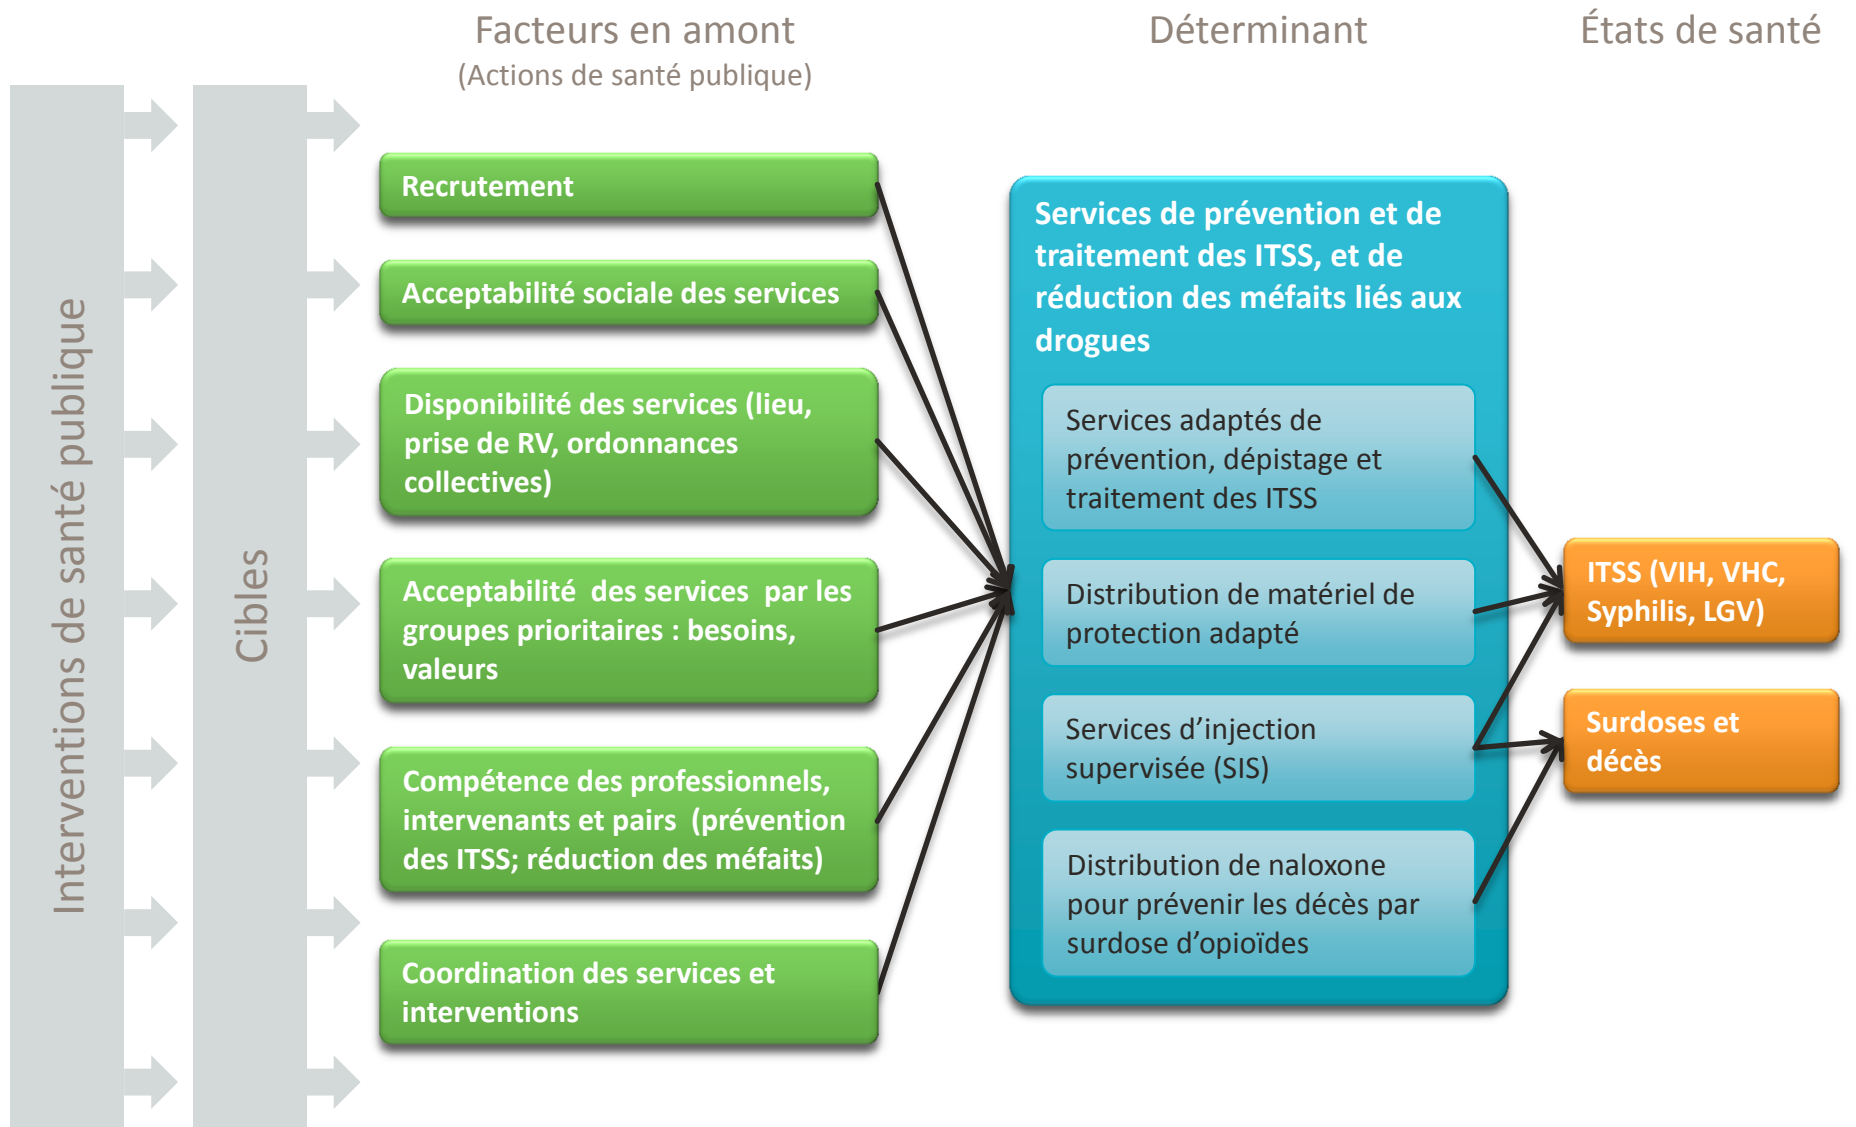 Facteurs en amont
(Actions de santé publique)
Déterminant
États de santé
Interventions de santé publique
Cibles
Recrutement
Acceptabilité sociale des services
Disponibilité des services (lieu,
prise de RV, ordonnances
collectives)
Acceptabilité  des services  par les
groupes prioritaires : besoins,
valeurs
Compétence des professionnels,
intervenants et pairs  (prévention
des ITSS; réduction des méfaits)
Coordination des services et
interventions
Services de prévention et de
traitement des ITSS, et de
réduction des méfaits liés aux
drogues
Services adaptés de
prévention, dépistage et
traitement des ITSS
Distribution de matériel de
protection adapté
Services d’injection
supervisée (SIS)
Distribution de naloxone
pour prévenir les décès par
surdose d’opioïdes
ITSS (VIH, VHC,
Syphilis, LGV)
Surdoses et
décès